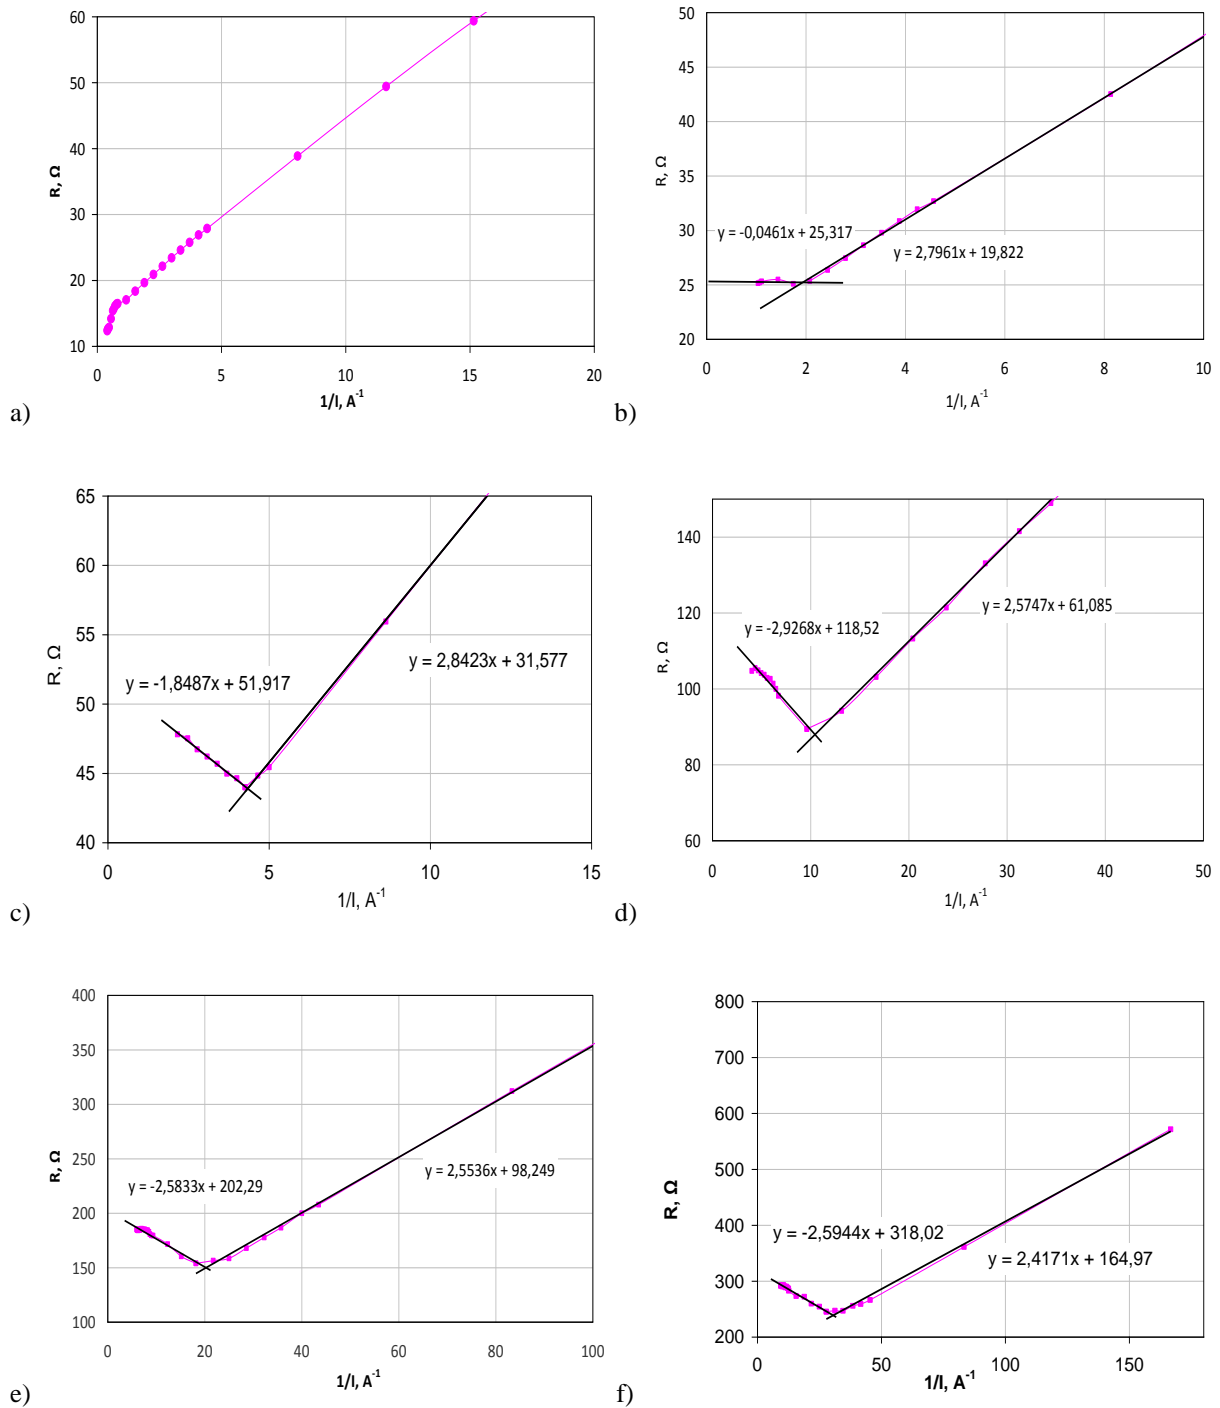 60
50
40
30
20
10
R, Ω
0 5 10 15 20
1/I, A⁻¹
a)
50
45
40
35
30
25
20
R, Ω
y = -0,0461x + 25,317
y = 2,7961x + 19,822
0 2 4 6 8 10
1/I, A⁻¹
b)
65
60
55
50
45
40
R, Ω
y = 2,8423x + 31,577
y = -1,8487x + 51,917
0 5 10 15
1/I, A⁻¹
c)
140
120
100
80
60
R, Ω
y = 2,5747x + 61,085
y = -2,9268x + 118,52
0 10 20 30 40 50
1/I, A⁻¹
d)
400
350
300
250
200
150
100
R, Ω
y = 2,5536x + 98,249
y = -2,5833x + 202,29
0 20 40 60 80 100
1/I, A⁻¹
e)
800
700
600
500
400
300
200
R, Ω
y = -2,5944x + 318,02
y = 2,4171x + 164,97
0 50 100 150
1/I, A⁻¹
f)